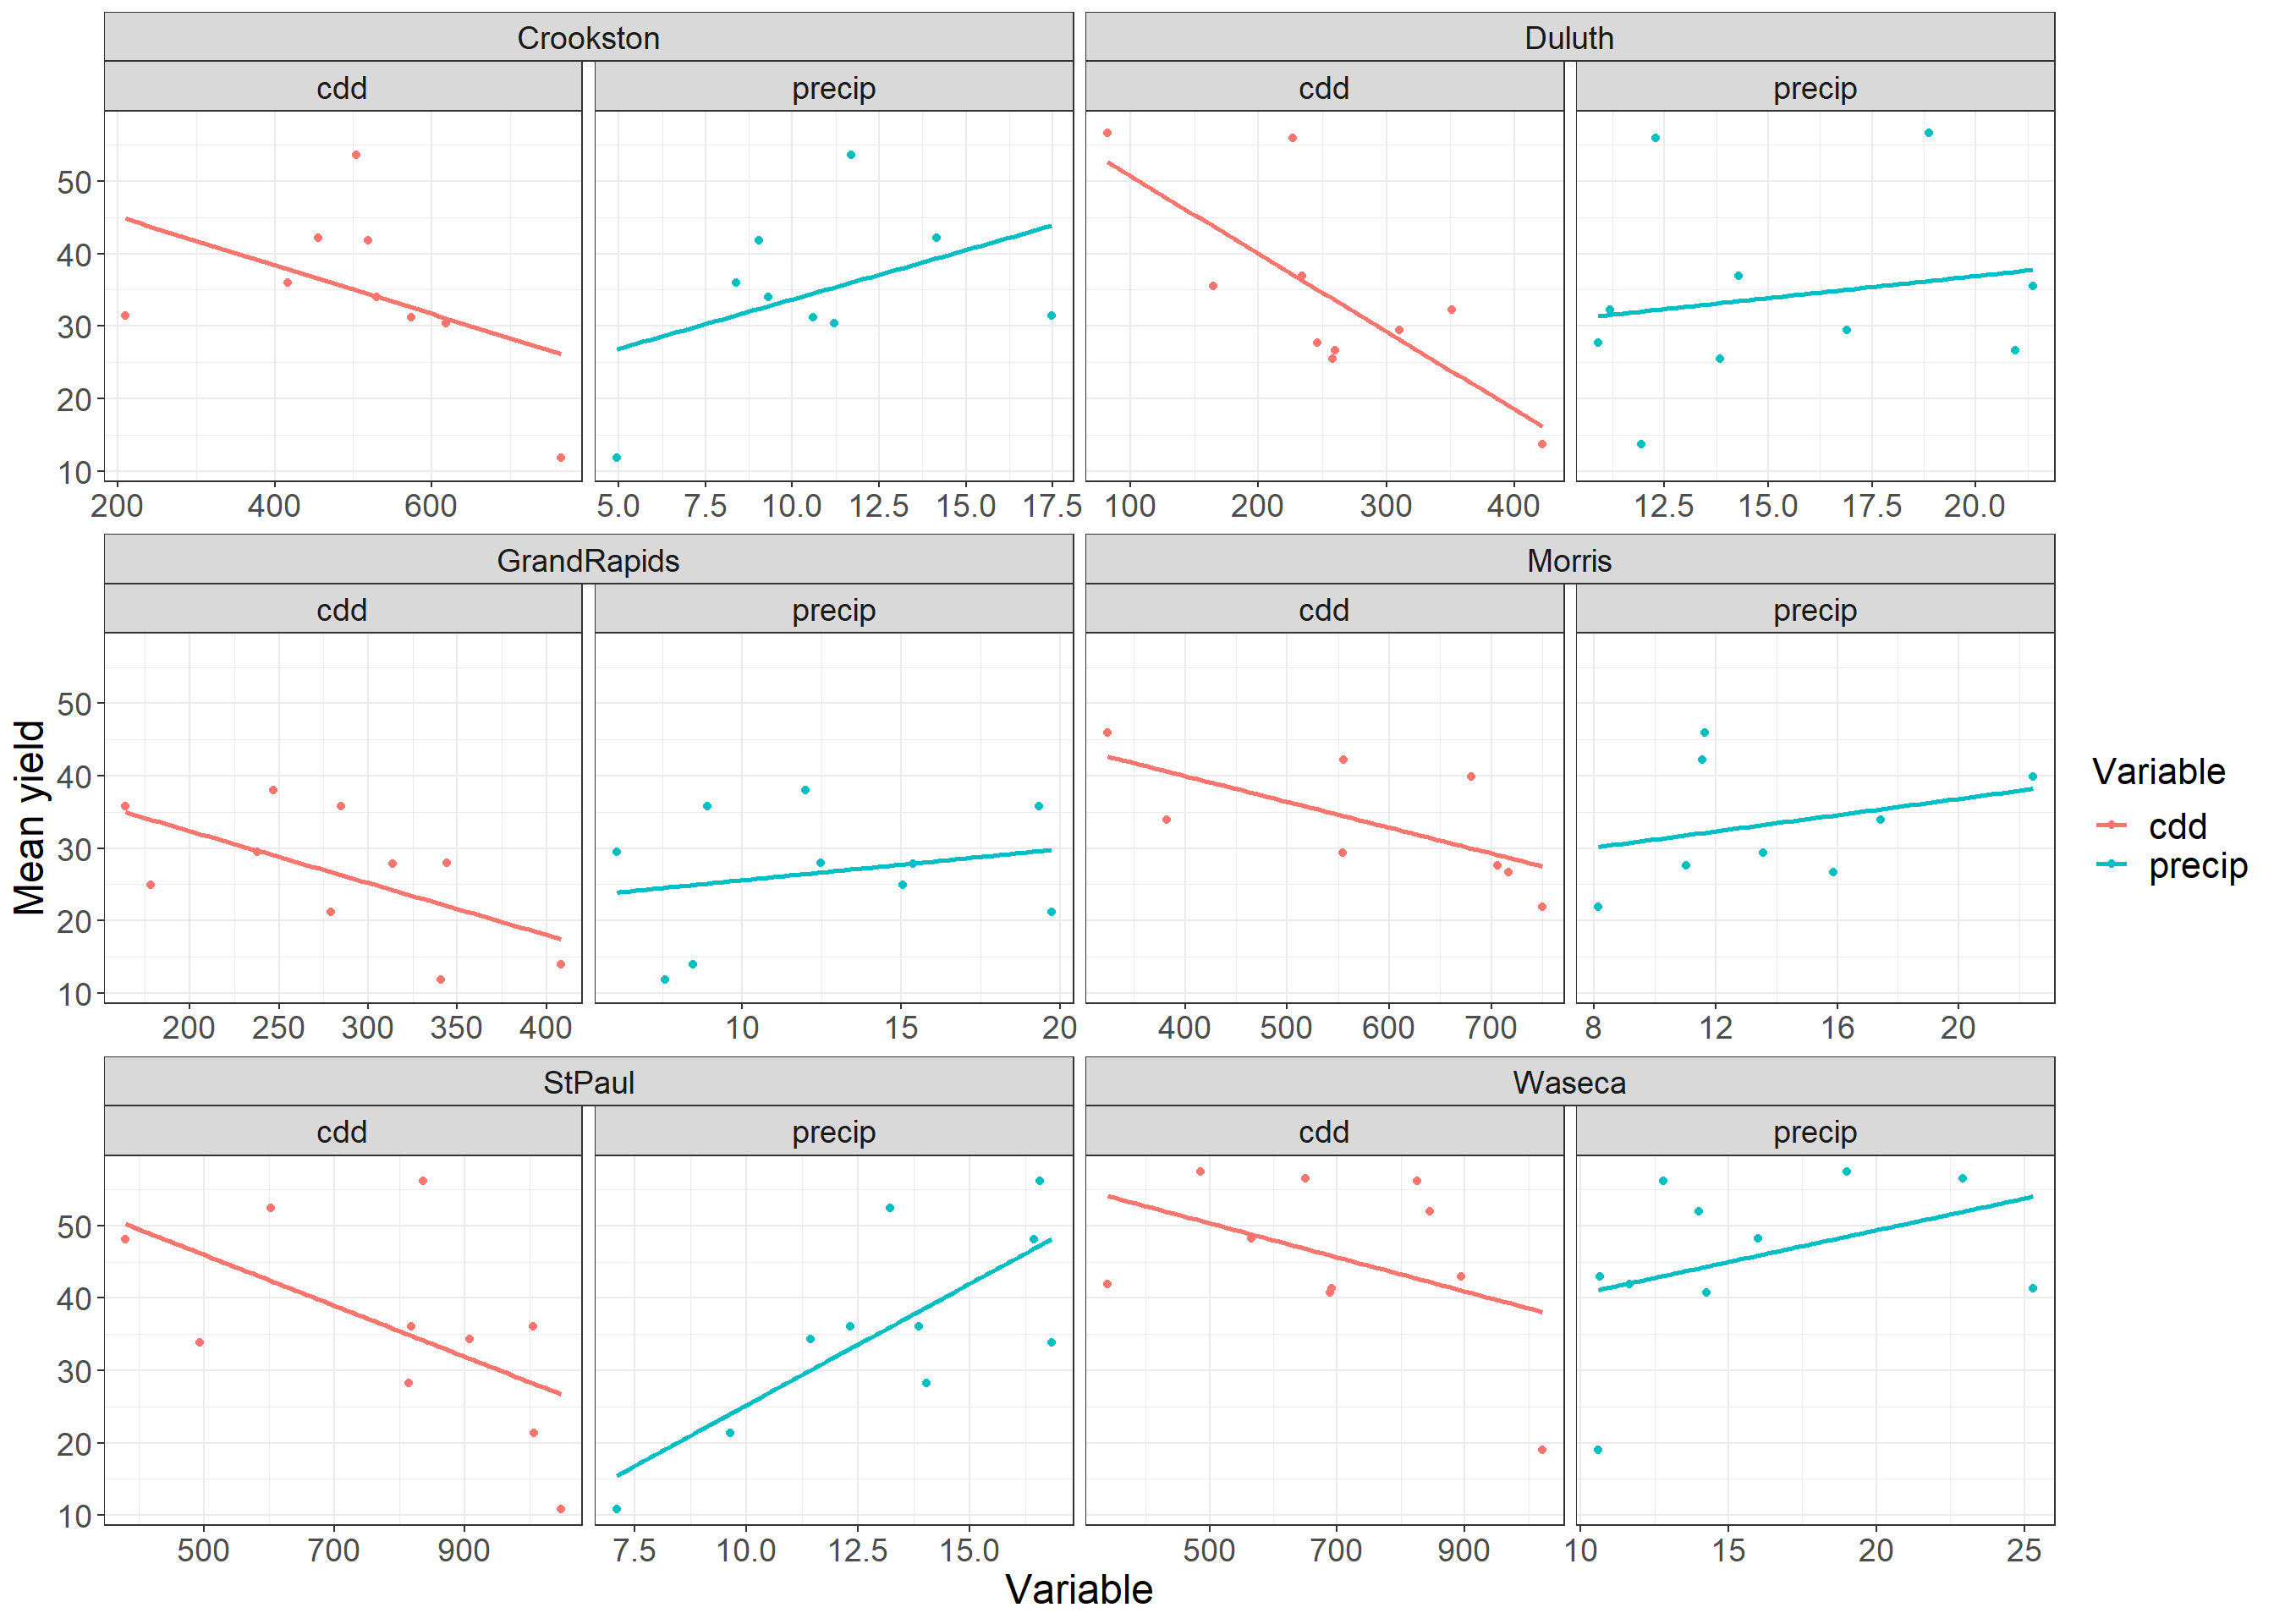 Crookston Duluth
cdd precip cdd precip
50
40
30
20
10
200 400 600 5.0 7.5 10.0 12.5 15.0 17.5 100 200 300 400 12.5 15.0 17.5 20.0
GrandRapids Morris
cdd precip cdd precip
50
40
30
20
10
200 250 300 350 400 10 15 20 400 500 600 700 8 12 16 20
Mean yield
Variable
cdd
precip
StPaul Waseca
cdd precip cdd precip
50
40
30
20
10
500 700 900 7.5 10.0 12.5 15.0 500 700 900 10 15 20 25
Variable